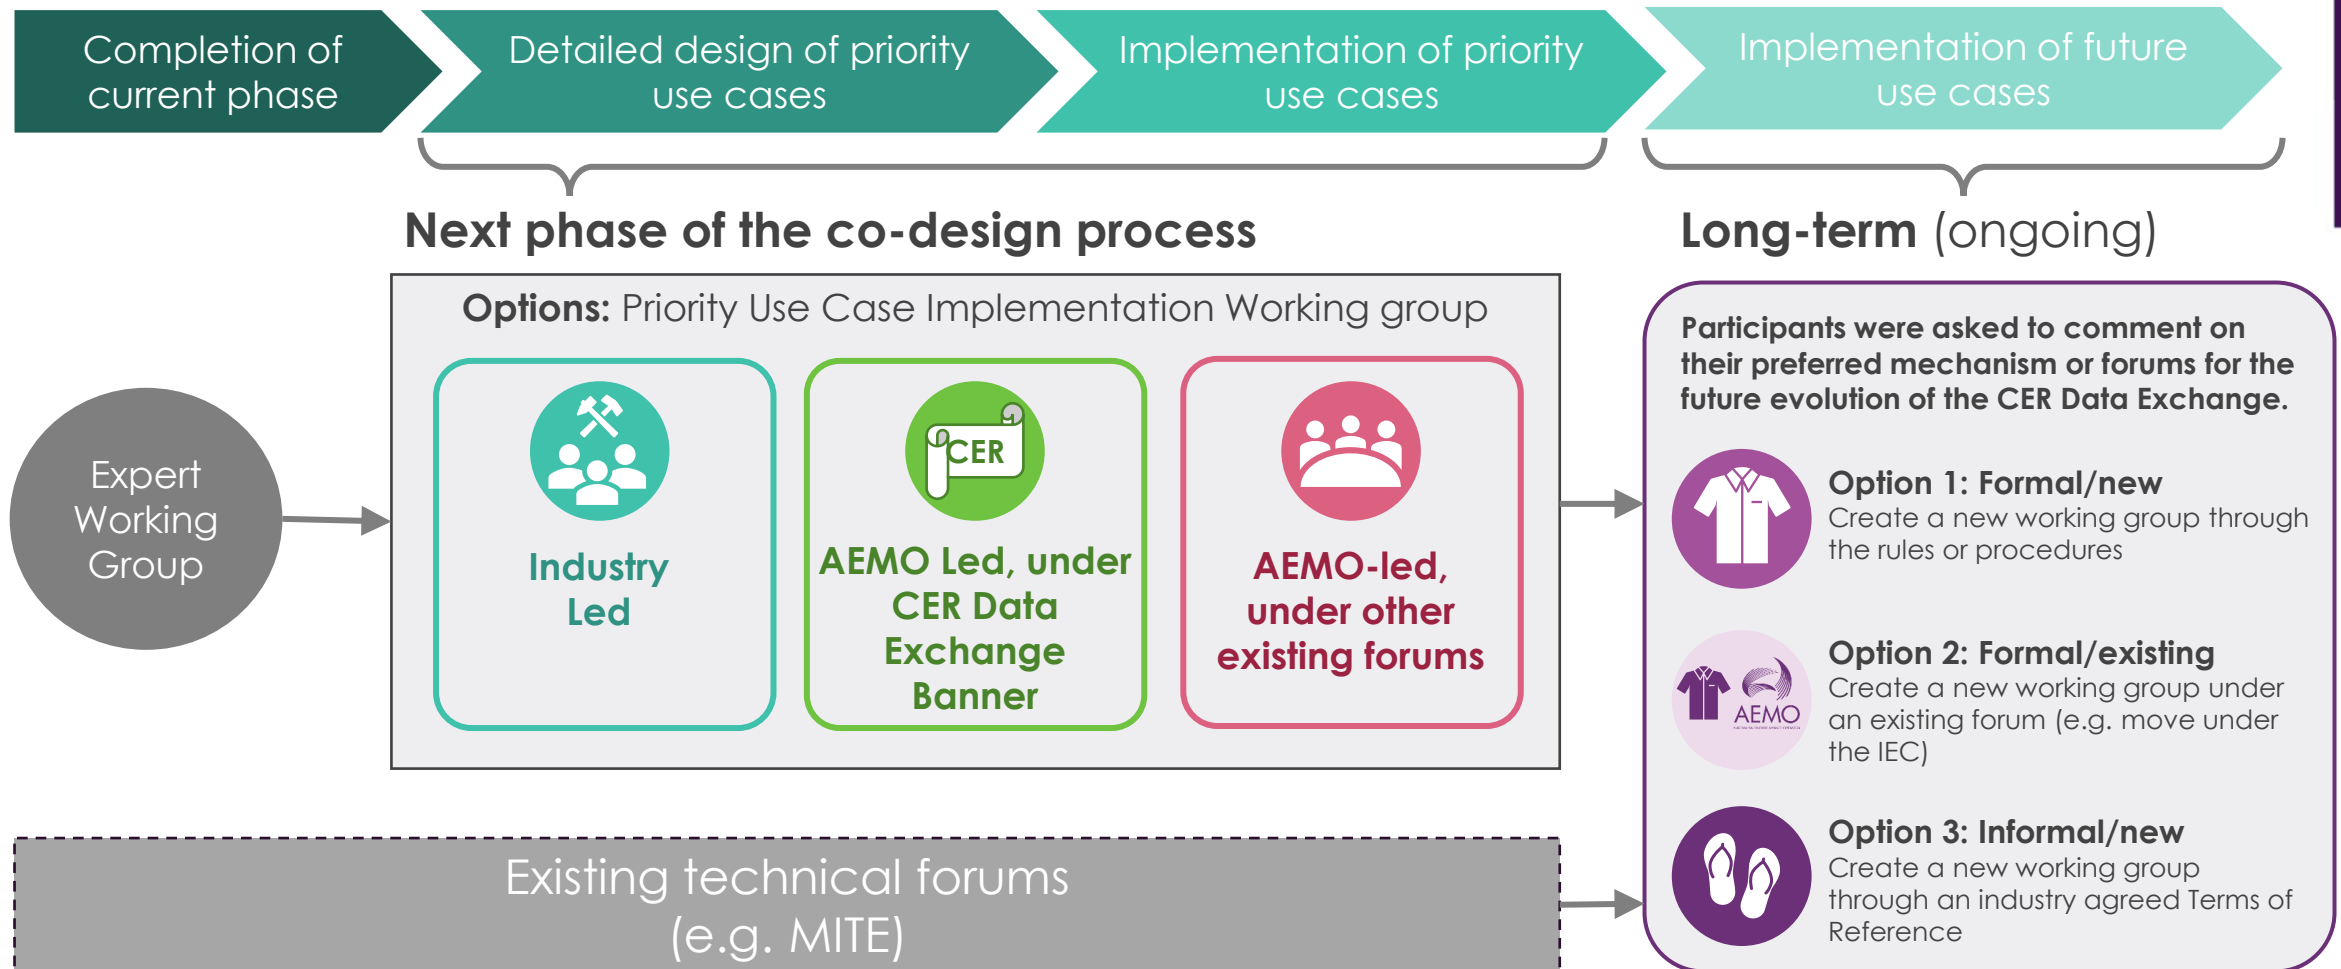 Completion of
current phase
Detailed design of priority
use cases
Implementation of priority
use cases
Implementation of future
use cases
Next phase of the co-design process
Long-term (ongoing)
Expert
Working
Group
Options: Priority Use Case Implementation Working group
Industry
Led
CER
AEMO Led, under
CER Data
Exchange
Banner
AEMO-led,
under other
existing forums
Existing technical forums
(e.g. MITE)
Participants were asked to comment on
their preferred mechanism or forums for the
future evolution of the CER Data Exchange.
Option 1: Formal/new
Create a new working group through
the rules or procedures
AEMO
Option 2: Formal/existing
Create a new working group under
an existing forum (e.g. move under
the IEC)
Option 3: Informal/new
Create a new working group
through an industry agreed Terms of
Reference